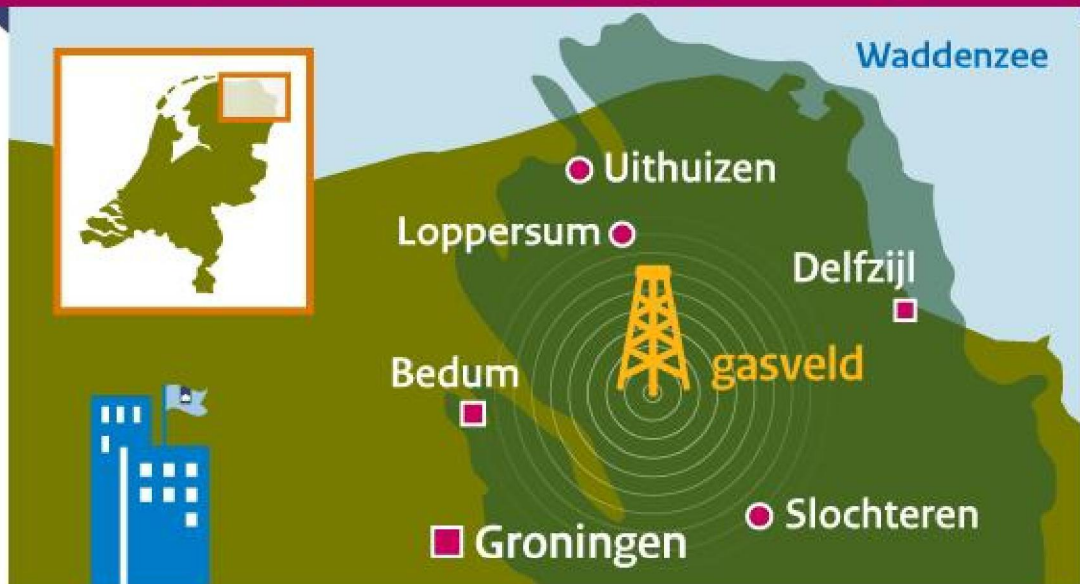 Waddenzee
Uithuizen
Loppersum
Delfzijl
gasveld
Bedum
Slochteren
Groningen